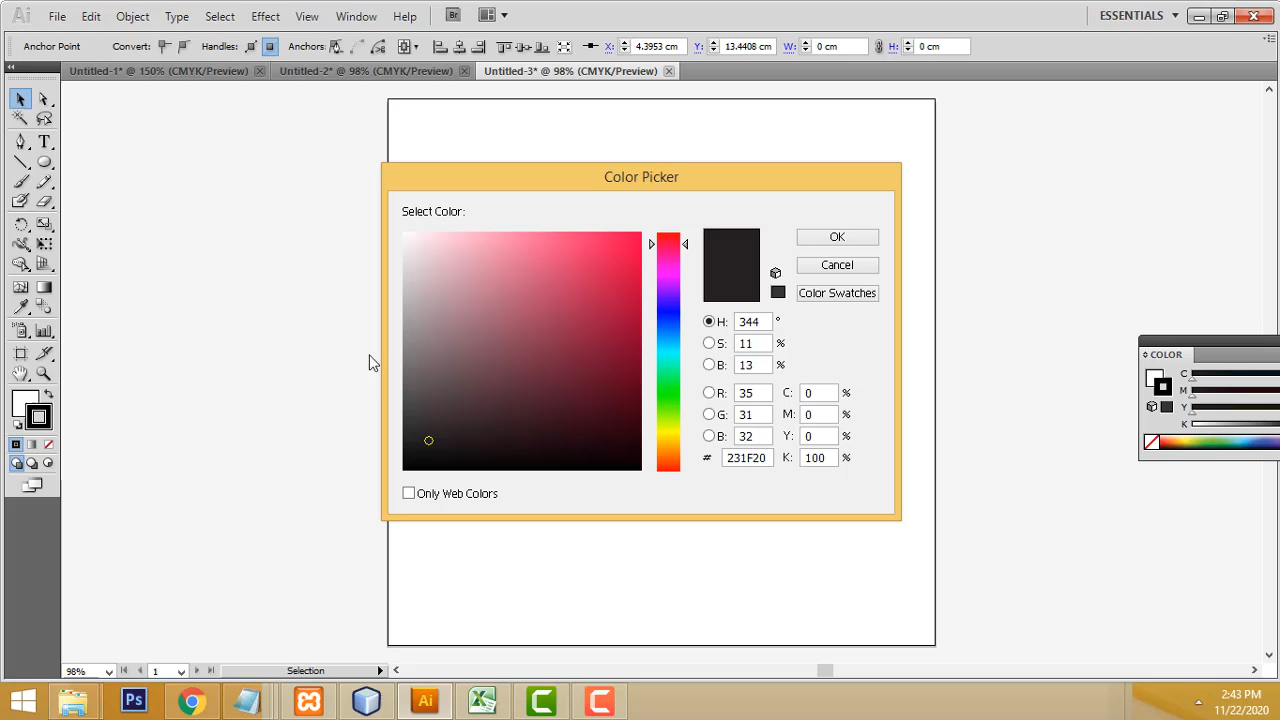 Ai File Edit Object Type Select Effect View Window Help Br ESSENTIALS
Anchor Point Convert: Handles: Anchors: X: 4.3953 cm Y: 13.4408 cm W: 0 cm H: 0 cm
Untitled-1* @ 150% (CMYK/Preview) Untitled-2* @ 98% (CMYK/Preview) Untitled-3* @ 98% (CMYK/Preview)
Color Picker
Select Color:
OK
Cancel
Color Swatches
H: 344 °
S: 11 %
B: 13 %
R: 35 C: 0 %
G: 31 M: 0 %
B: 32 Y: 0 %
# 231F20 K: 100 %
Only Web Colors
COLOR
C
M
Y
K
98% 1 Selection
Ps Ai
2:43 PM
11/22/2020